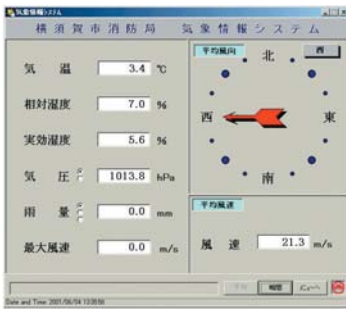 気象情報システム
横須賀市消防局 気象情報システム
気温 3.4 ℃
相対湿度 7.0 %
実効湿度 5.6 %
気圧 1013.8 hPa
雨量 0.0 mm
最大風速 0.0 m/s
平均風向 西
北
西 東
南
平均風速
風速 21.3 m/s
Date and Time: 2001/06/04 13:35:56